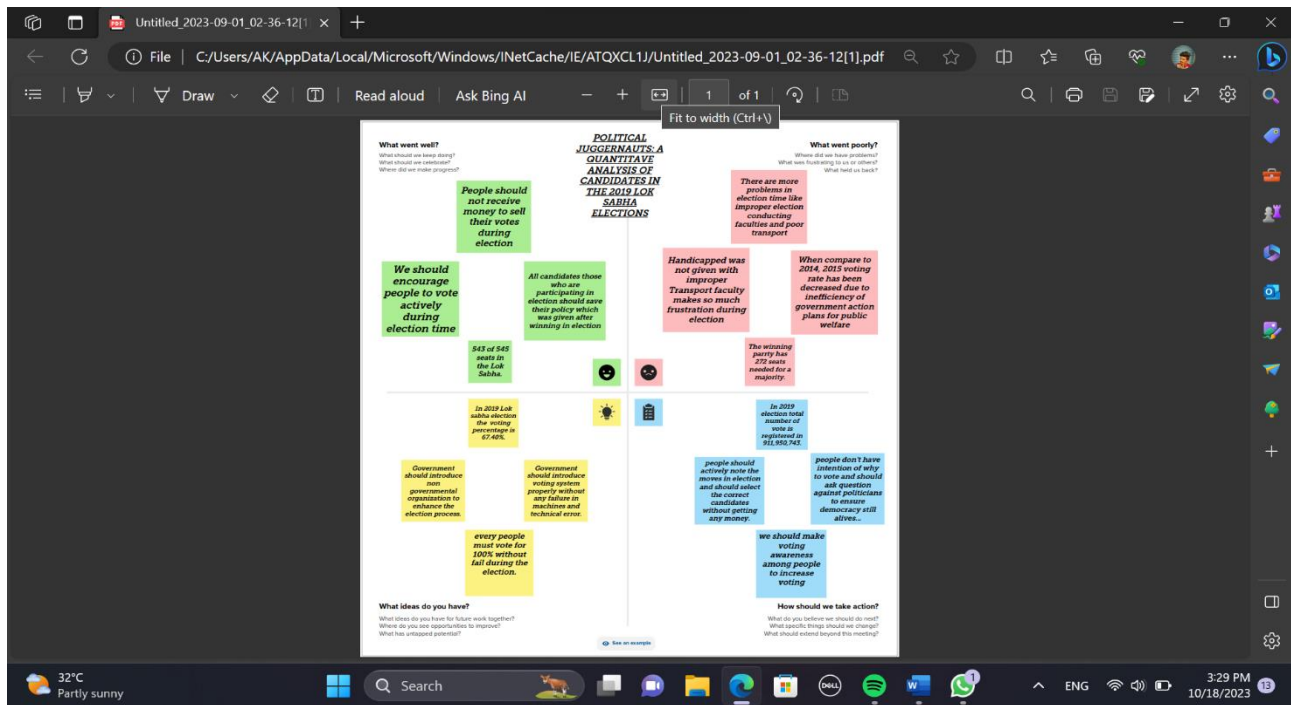 Untitled_2023-09-01_02-36-12[1]
File
C:/Users/AK/AppData/Local/Microsoft/Windows/INetCache/IE/ATQXCL1J/Untitled_2023-09-01_02-36-12[1].pdf
Draw
Read aloud
Ask Bing AI
1
of 1
Fit to width (Ctrl+\)
POLITICAL
JUGGERNAUTS: A
QUANTITAVE
ANALYSIS OF
CANDIDATES IN
THE 2019 LOK
SABHA
ELECTIONS
What went well?
What should we keep doing?
What should we celebrate?
Where did we make progress?
People should
not receive
money to sell
their votes
during
election
We should
encourage
people to vote
actively
during
election time
All candidates those
who are
participating in
election should save
their policy which
was given after
winning in election
543 of 545
seats in
the Lok
Sabha.
What went poorly?
Where did we have problems?
What was frustrating to us or others?
What held us back?
There are more
problems in
election time like
improper election
conducting
faculties and poor
transport
Handicapped was
not given with
improper
Transport faculty
makes so much
frustration during
election
When compare to
2014, 2015 voting
rate has been
decreased due to
inefficiency of
government action
plans for public
welfare
The winning
parrty has
272 seats
needed for a
majority.
In 2019 Lok
sabha election
the voting
percentage is
67.40%.
Government
should introduce
non
governmental
organization to
enhance the
election process.
Government
should introduce
voting system
properly without
any failure in
machines and
technical error.
every people
must vote for
100% without
fail during the
election.
What ideas do you have?
What ideas do you have for future work together?
Where do you see opportunities to improve?
What has untapped potential?
In 2019
election total
number of
vote is
registered in
911,950,743.
people should
actively note the
moves in election
and should select
the correct
candidates
without getting
any money.
people don't have
intention of why
to vote and should
ask question
against politicians
to ensure
democracy still
alives...
we should make
voting
awareness
among people
to increase
voting
How should we take action?
What do you believe we should do next?
What specific things should we change?
What should extend beyond this meeting?
See an example
32°C
Partly sunny
Search
DELL
W
1
ENG
3:29 PM
10/18/2023
13